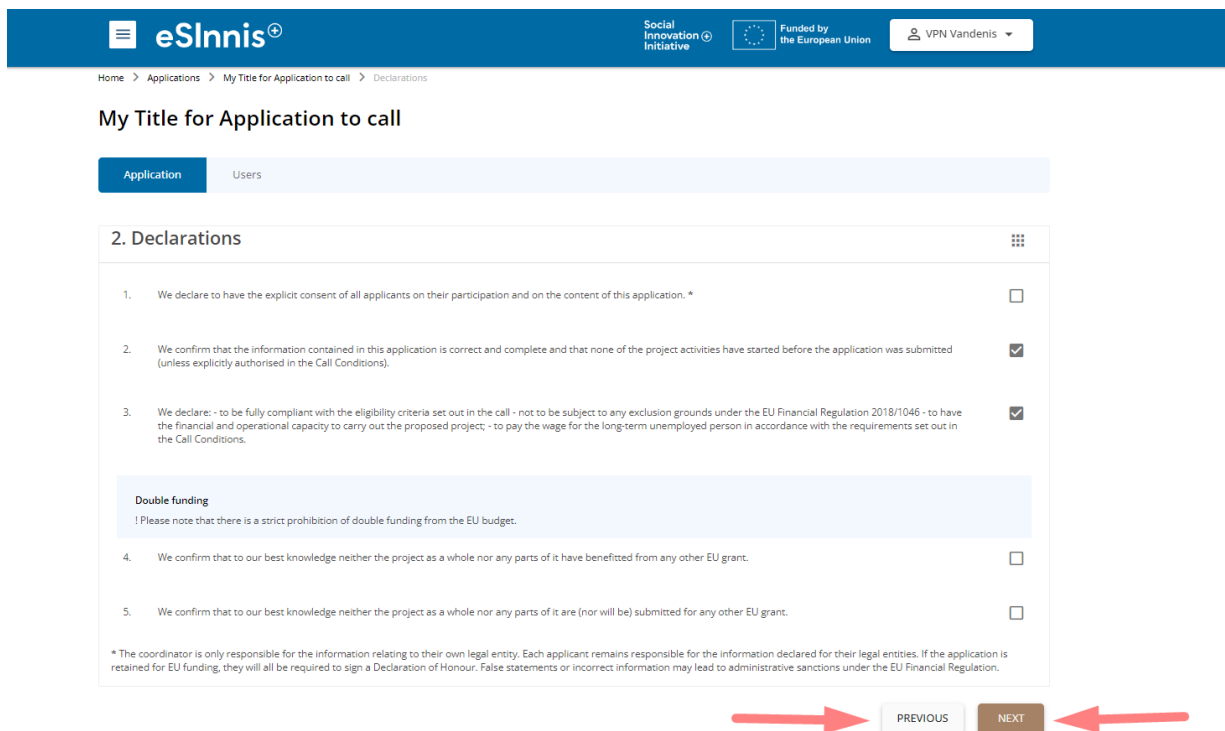 eSInnis
Social
Innovation
Initiative
Funded by
the European Union
VPN Vandenis
Home > Applications > My Title for Application to call > Declarations
My Title for Application to call
Application
Users
2. Declarations
1. We declare to have the explicit consent of all applicants on their participation and on the content of this application. *
2. We confirm that the information contained in this application is correct and complete and that none of the project activities have started before the application was submitted
(unless explicitly authorised in the Call Conditions).
3. We declare: - to be fully compliant with the eligibility criteria set out in the call - not to be subject to any exclusion grounds under the EU Financial Regulation 2018/1046 - to have
the financial and operational capacity to carry out the proposed project; - to pay the wage for the long-term unemployed person in accordance with the requirements set out in
the Call Conditions.
Double funding
! Please note that there is a strict prohibition of double funding from the EU budget.
4. We confirm that to our best knowledge neither the project as a whole nor any parts of it have benefitted from any other EU grant.
5. We confirm that to our best knowledge neither the project as a whole nor any parts of it are (nor will be) submitted for any other EU grant.
* The coordinator is only responsible for the information relating to their own legal entity. Each applicant remains responsible for the information declared for their legal entities. If the application is
retained for EU funding, they will all be required to sign a Declaration of Honour. False statements or incorrect information may lead to administrative sanctions under the EU Financial Regulation.
PREVIOUS
NEXT